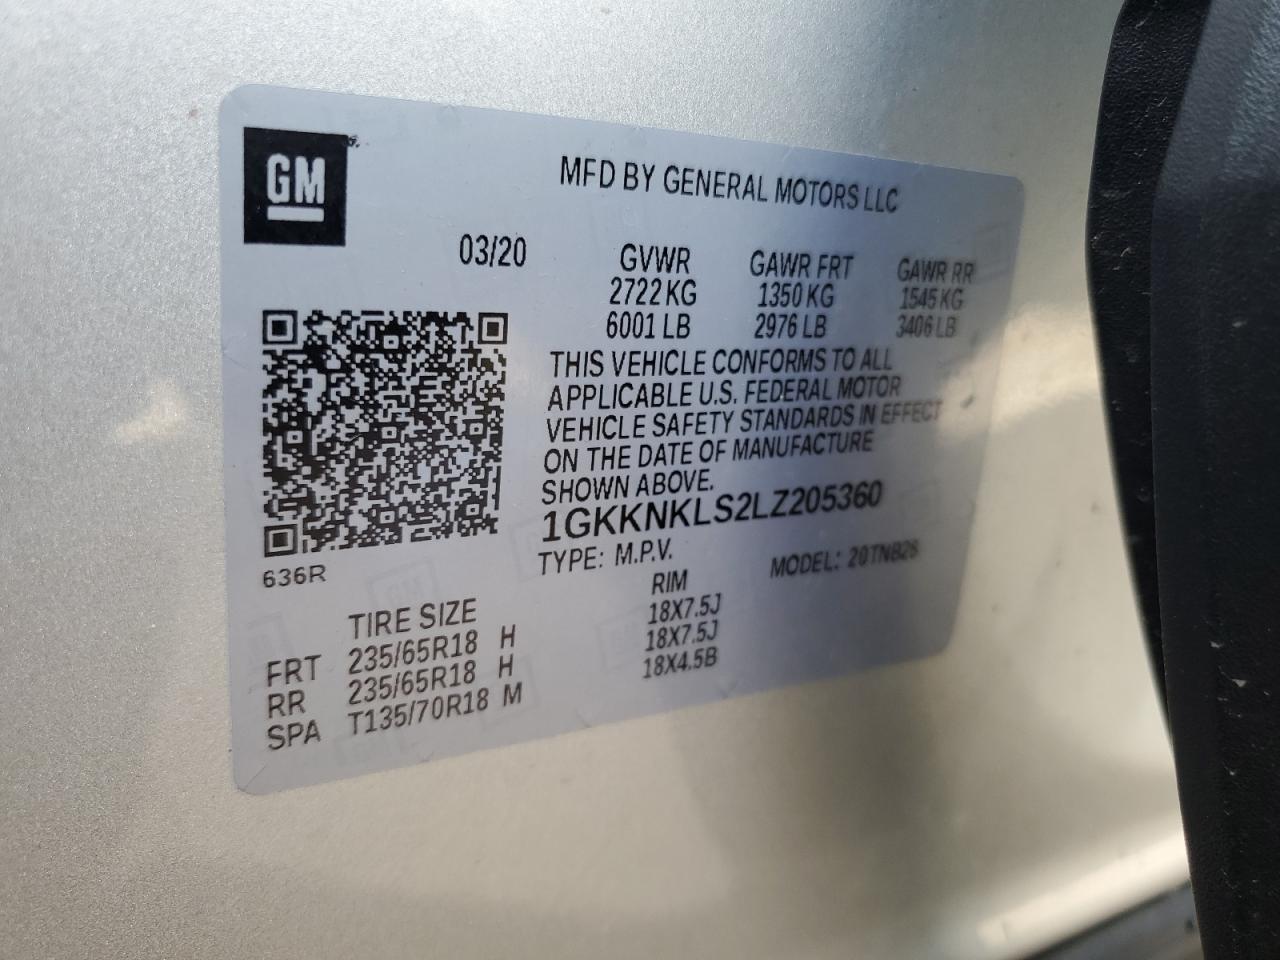 GM
MFD BY GENERAL MOTORS LLC
03/20
GVWR GAWR FRT GAWR RR
2722 KG 1350 KG 1545 KG
6001 LB 2976 LB 3406 LB
THIS VEHICLE CONFORMS TO ALL
APPLICABLE U.S. FEDERAL MOTOR
VEHICLE SAFETY STANDARDS IN EFFECT
ON THE DATE OF MANUFACTURE
SHOWN ABOVE.
1GKKNKLS2LZ205360
TYPE: M.P.V. MODEL: 20TNB26
636R
TIRE SIZE RIM
FRT 235/65R18 H 18X7.5J
RR 235/65R18 H 18X7.5J
SPA T135/70R18 M 18X4.5B